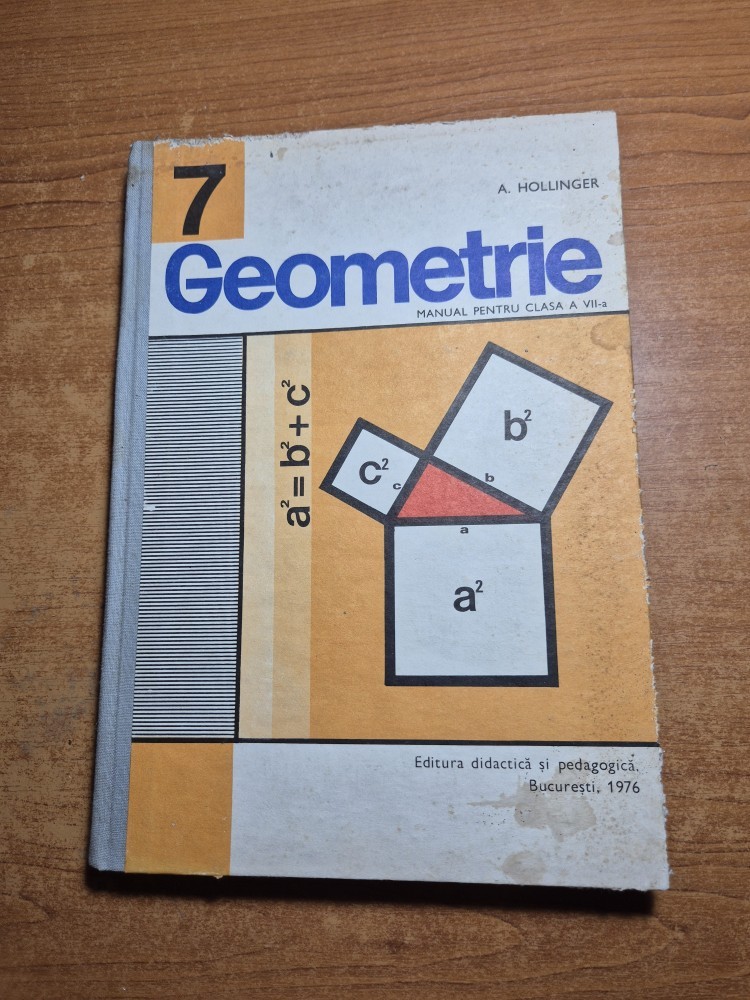 7
A. HOLLINGER
Geometrie
MANUAL PENTRU CLASA A VII-a
a² = b² + c²
b²
c²
c
b
a
a²
Editura didactică și pedagogică.
București, 1976